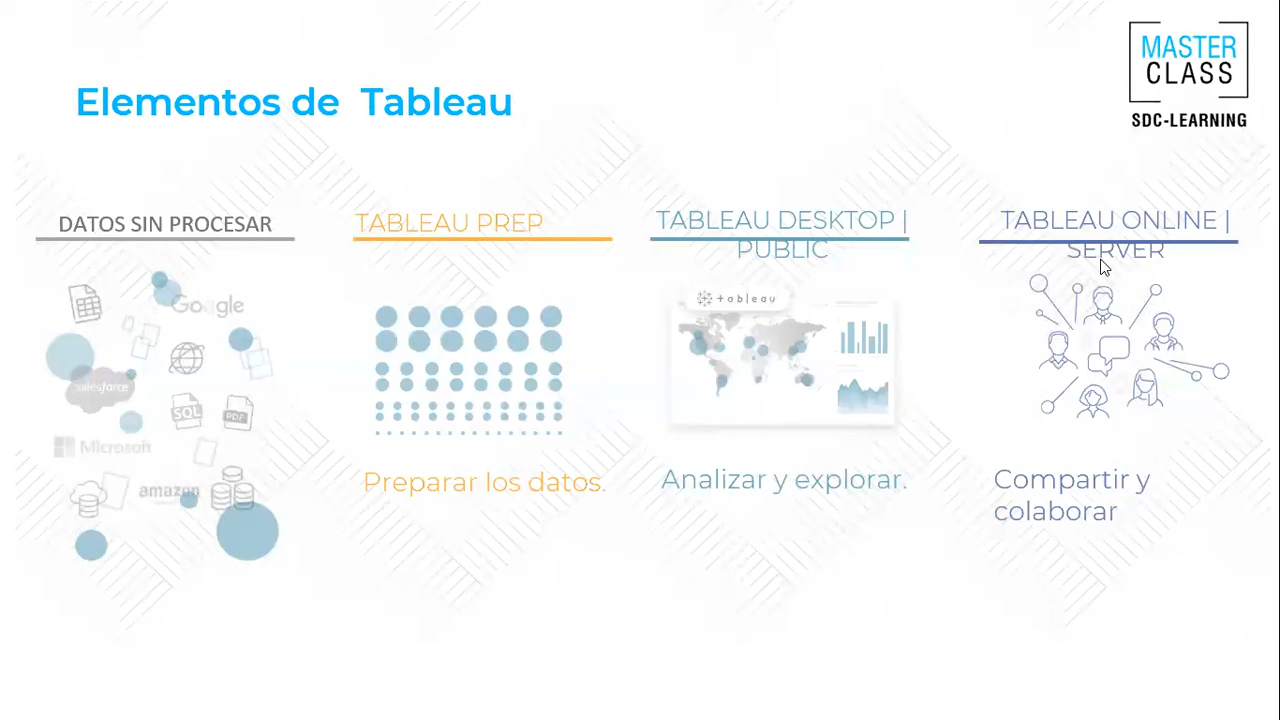 MASTER
CLASS
SDC-LEARNING
Elementos de Tableau
DATOS SIN PROCESAR
Google
salesforce
SQL
PDF
Microsoft
amazon
TABLEAU PREP
Preparar los datos.
TABLEAU DESKTOP |
PUBLIC
tableau
Analizar y explorar.
TABLEAU ONLINE |
SERVER
Compartir y
colaborar